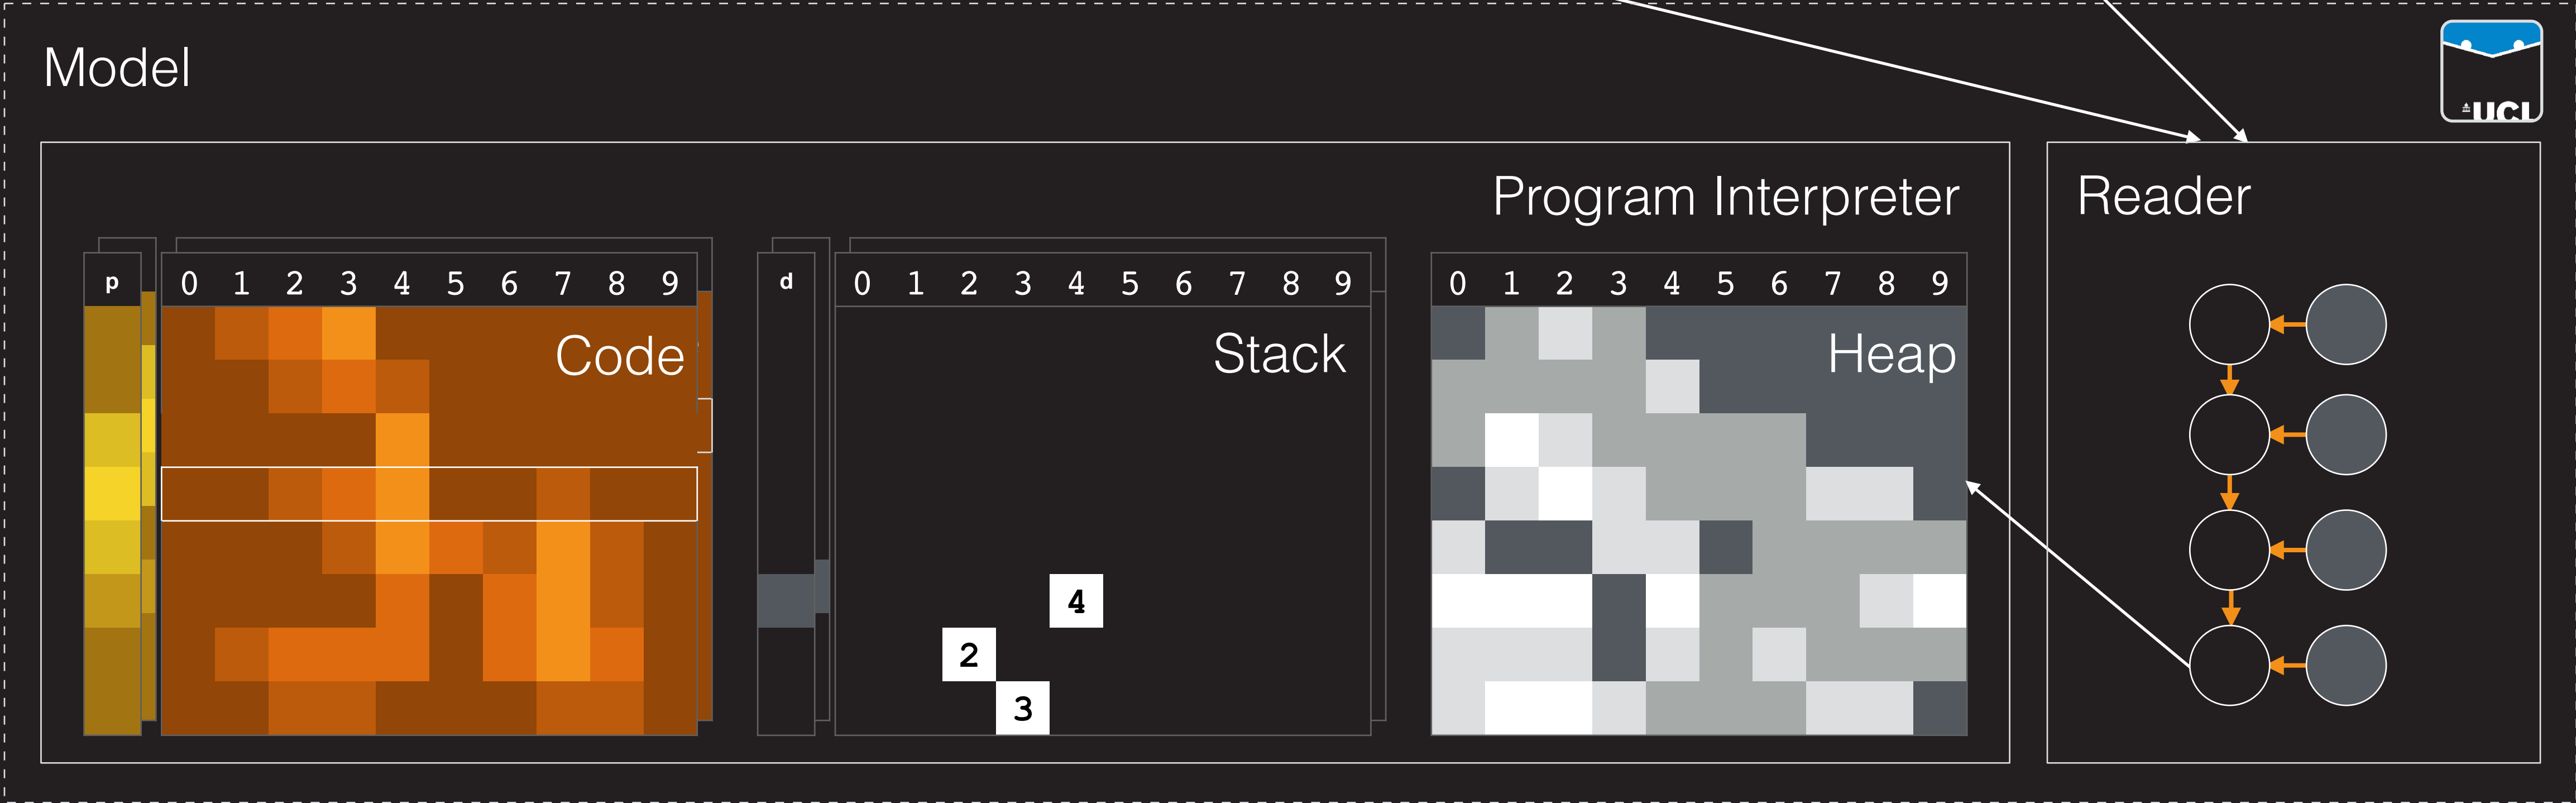 Model
UCL
Program Interpreter
Reader
p
0 1 2 3 4 5 6 7 8 9
d
0 1 2 3 4 5 6 7 8 9
0 1 2 3 4 5 6 7 8 9
Code
Stack
Heap
4
2
3